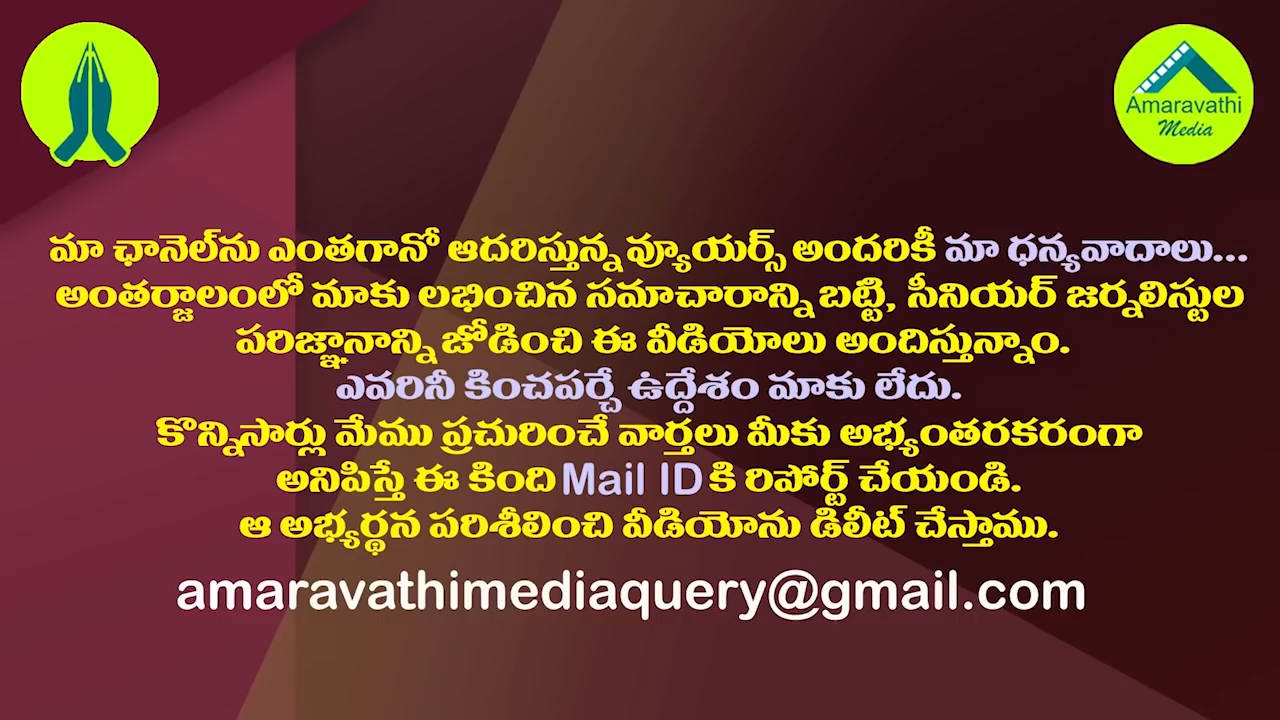 Amaravathi
Media
మా ఛానెల్‌ను ఎంతగానో ఆదరిస్తున్న వ్యూయర్స్ అందరికీ మా ధన్యవాదాలు...
అంతర్జాలంలో మాకు లభించిన సమాచారాన్ని బట్టి, సీనియర్ జర్నలిస్టుల
పరిజ్ఞానాన్ని జోడించి ఈ వీడియోలు అందిస్తున్నాం.
ఎవరినీ కించపర్చే ఉద్దేశం మాకు లేదు.
కొన్నిసార్లు మేము ప్రచురించే వార్తలు మీకు అభ్యంతరకరంగా
అనిపిస్తే ఈ కింది Mail ID కి రిపోర్ట్ చేయండి.
ఆ అభ్యర్థన పరిశీలించి వీడియోను డిలీట్ చేస్తాము.
amaravathimediaquery@gmail.com